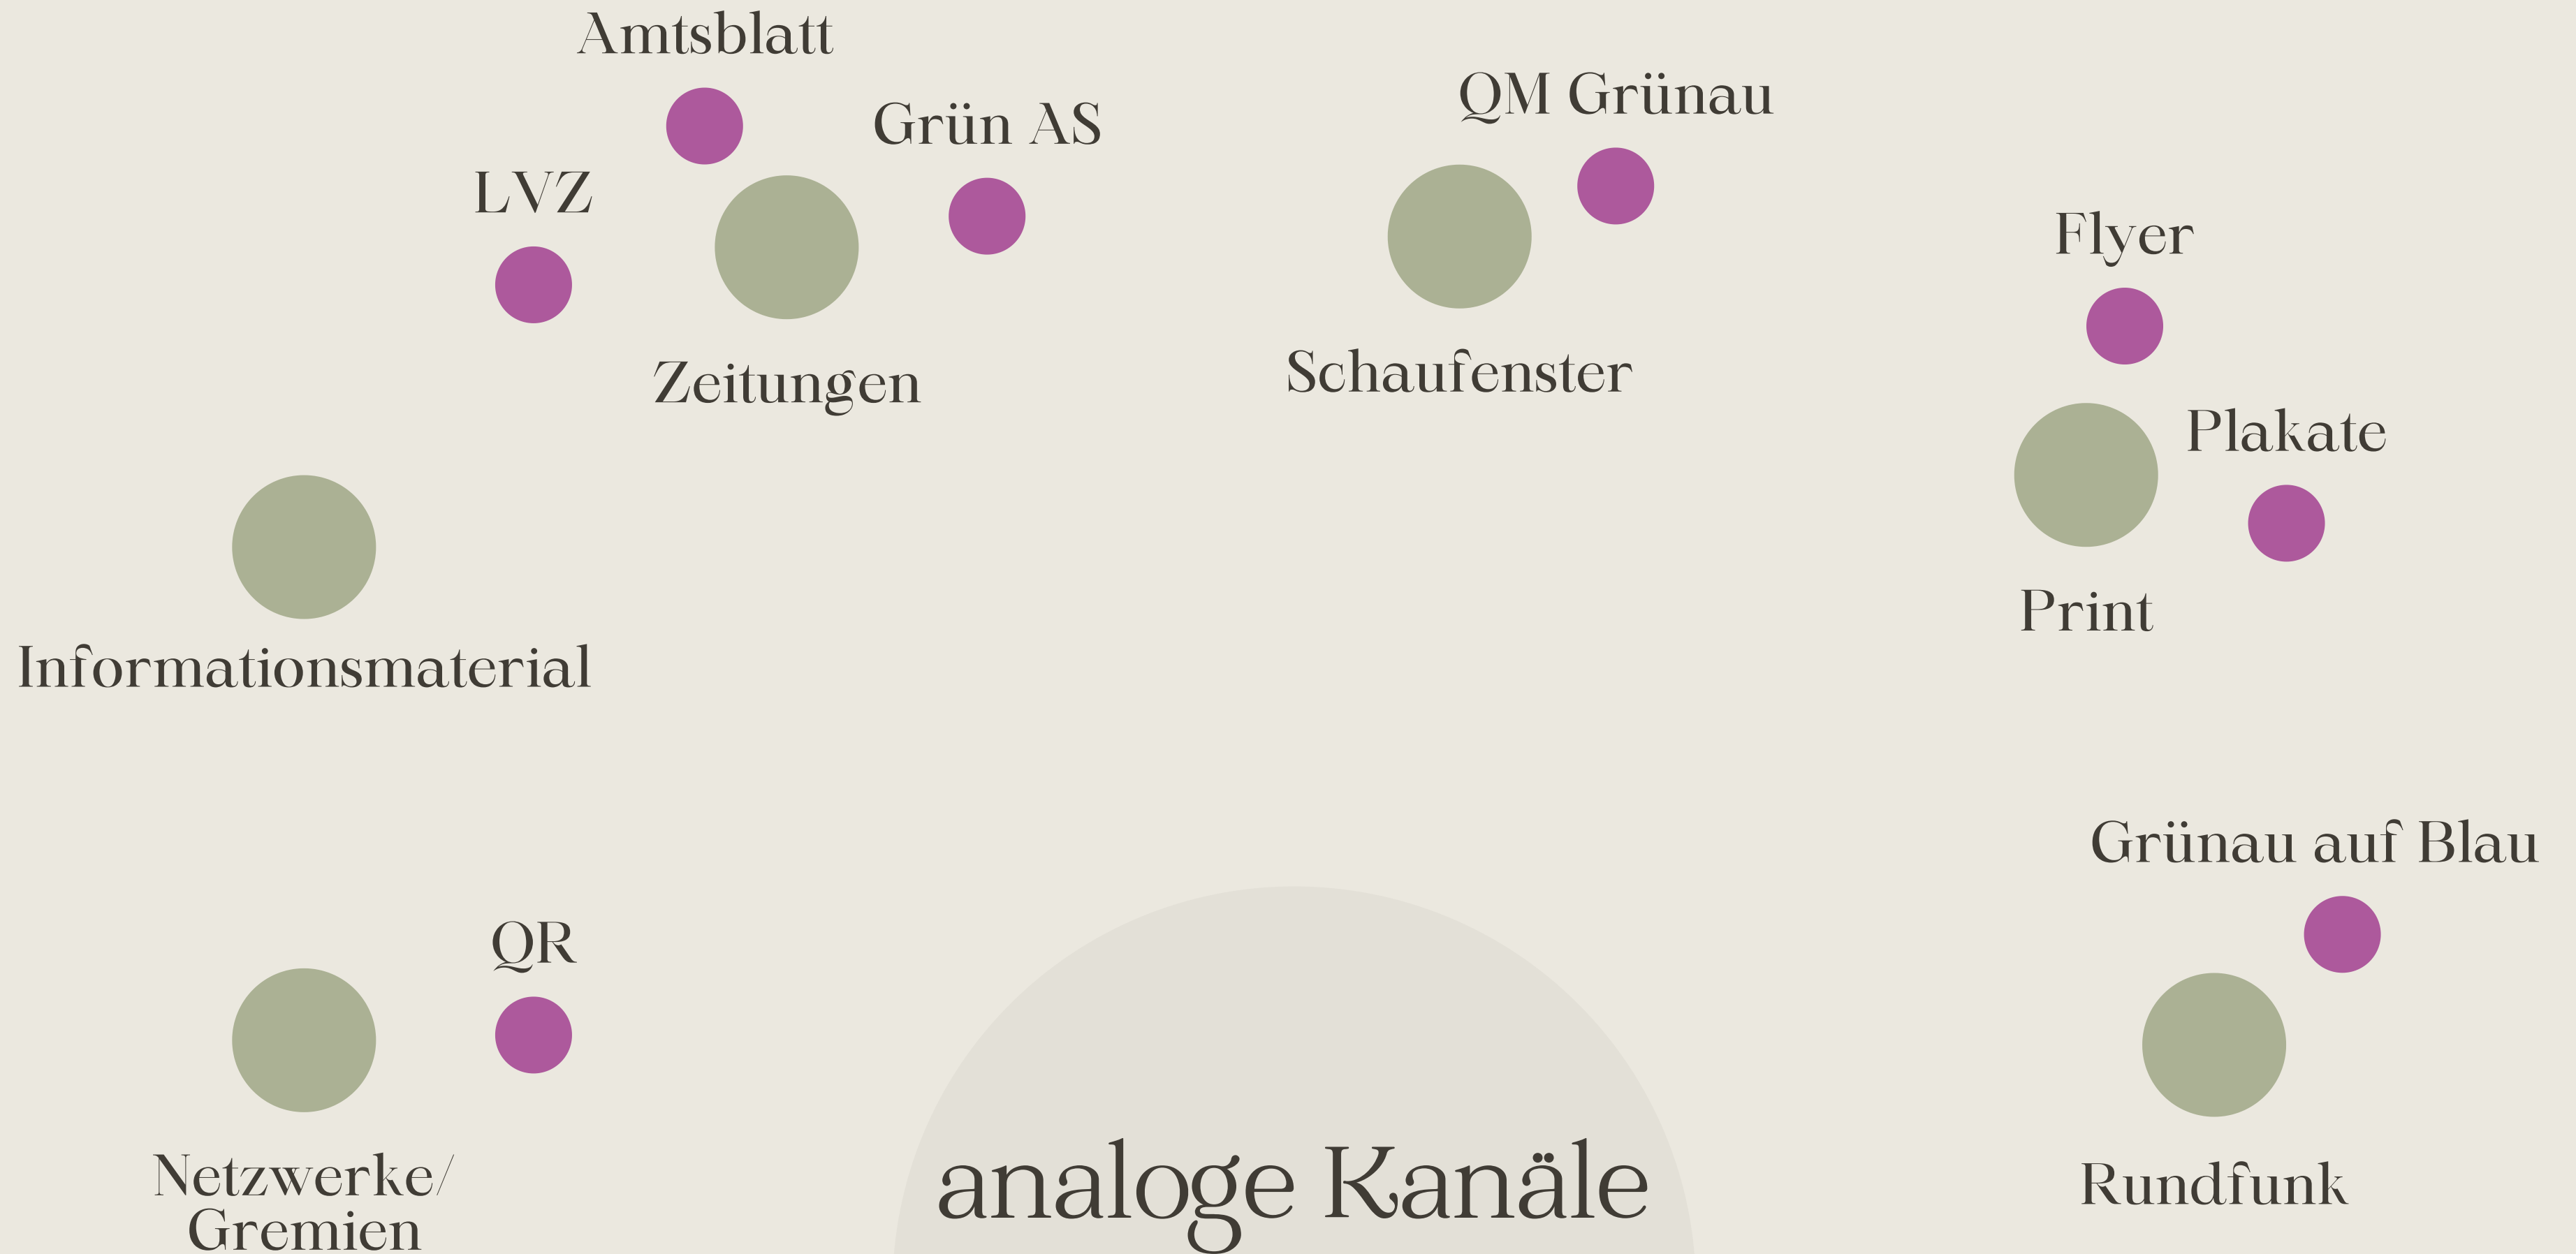 Amtsblatt
Grün AS
LVZ
Zeitungen
QM Grünau
Schaufenster
Flyer
Plakate
Print
Informationsmaterial
Grünau auf Blau
QR
Netzwerke/
Gremien
analoge Kanäle
Rundfunk